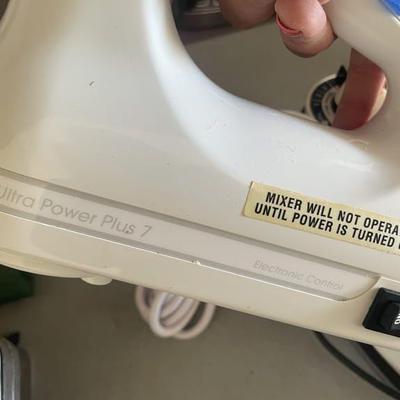 Ultra Power Plus 7
MIXER WILL NOT OPERA
UNTIL POWER IS TURNED
Electronic Control